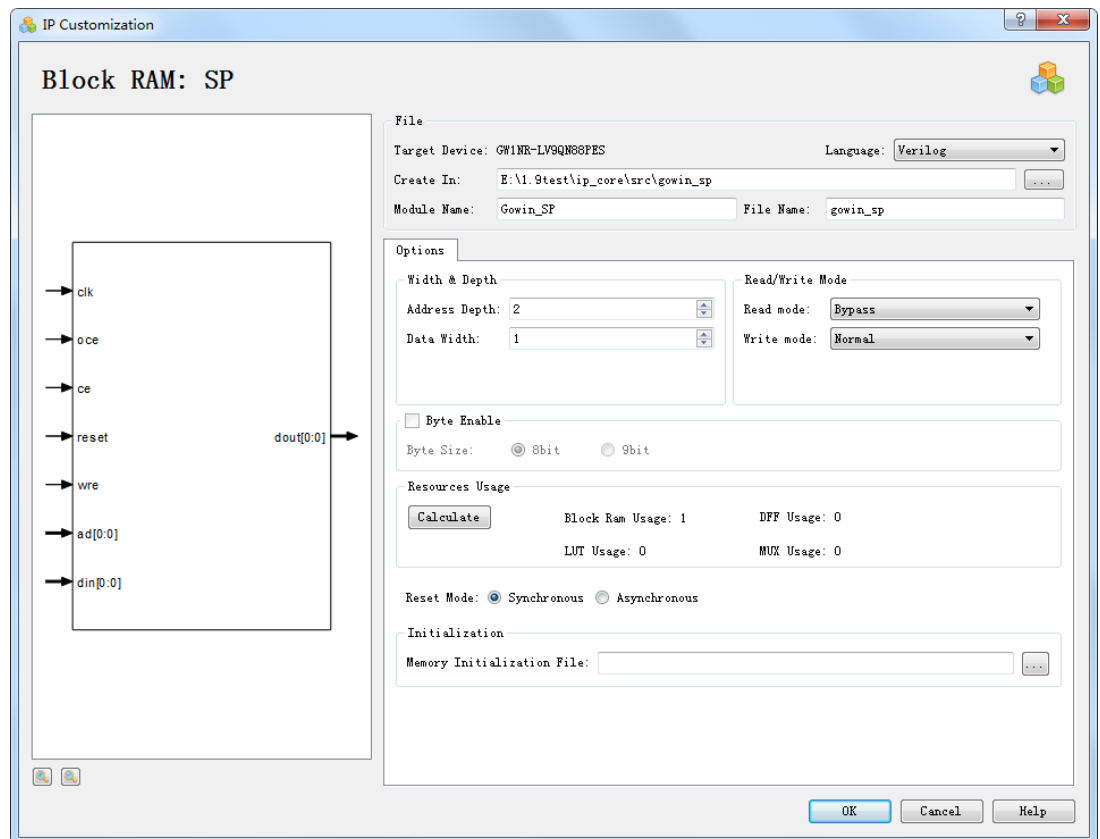 IP Customization
Block RAM: SP
clk
oce
ce
reset
wre
ad[0:0]
din[0:0]
dout[0:0]
File
Target Device: GW1NR-LV9QN88PES Language: Verilog
Create In: E:\1.9test\ip_core\src\gowin_sp ...
Module Name: Gowin_SP File Name: gowin_sp
Options
Width & Depth
Address Depth: 2
Data Width: 1
Read/Write Mode
Read mode: Bypass
Write mode: Normal
Byte Enable
Byte Size: 8bit 9bit
Resources Usage
Calculate Block Ram Usage: 1 DFF Usage: 0
LUT Usage: 0 MUX Usage: 0
Reset Mode: Synchronous Asynchronous
Initialization
Memory Initialization File: ...
OK Cancel Help